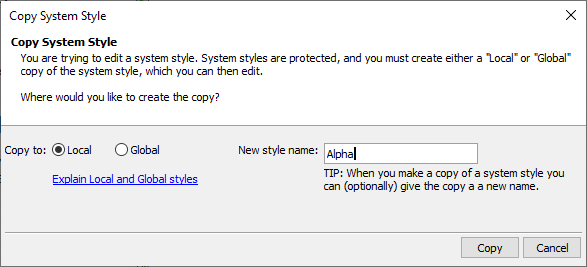 Copy System Style
Copy System Style
You are trying to edit a system style. System styles are protected, and you must create either a "Local" or "Global"
copy of the system style, which you can then edit.
Where would you like to create the copy?
Copy to: Local Global New style name: Alpha
Explain Local and Global styles
TIP: When you make a copy of a system style you
can (optionally) give the copy a a new name.
Copy Cancel